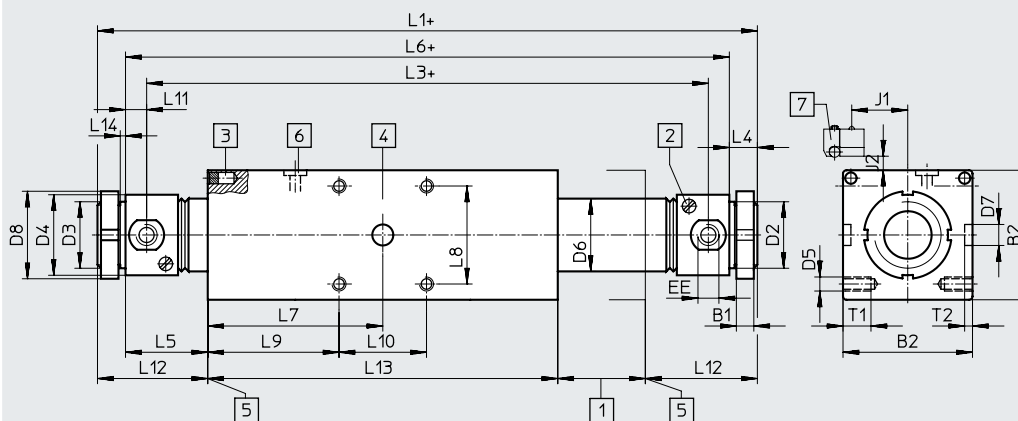 L1+
L6+
L3+
L11
L14
3
6
4
2
L4
7
J1
J2
D8
D4
D3
L8
D6
D2
D7
B2
D5
EE
B1
T1
T2
L7
L5
L9
L10
B2
L12
L13
L12
5
1
5